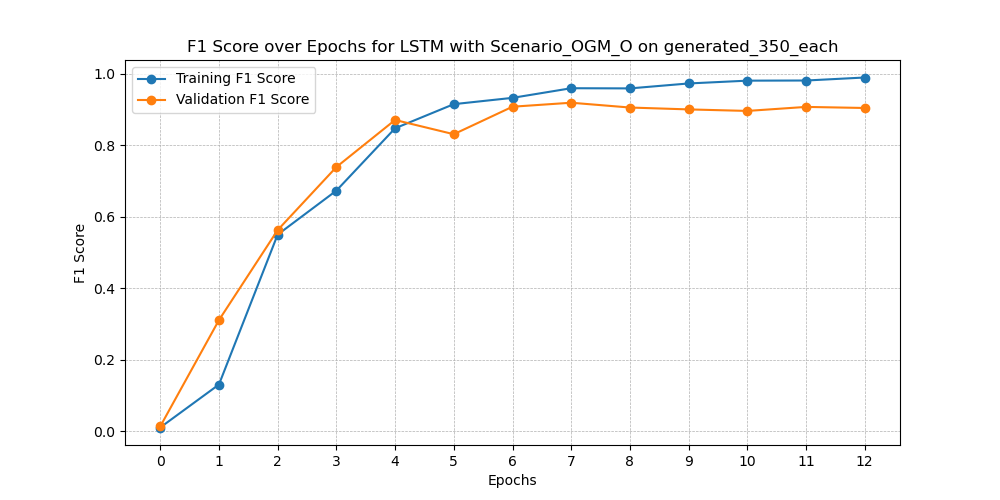 F1 Score over Epochs for LSTM with Scenario_OGM_O on generated_350_each
Training F1 Score
Validation F1 Score
F1 Score
1.0
0.8
0.6
0.4
0.2
0.0
0 1 2 3 4 5 6 7 8 9 10 11 12
Epochs